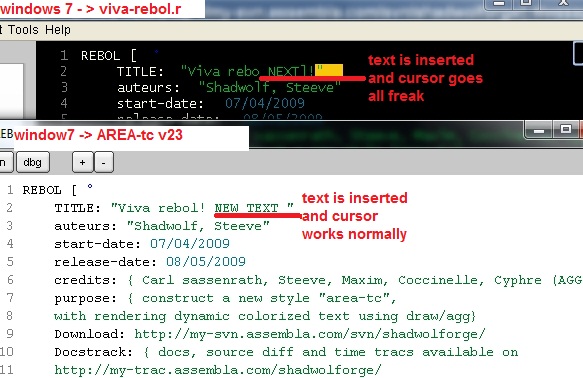 windows 7 - > viva-rebol.r
t Tools Help
1 REBOL [
2 TITLE: "Viva rebo NEXT]!"
3 auteurs: "Shadwolf, Steeve"
4 start-date: 07/04/2009
release-date: 08/05/2009
text is inserted
and cursor goes
all freak
window7 -> AREA-tc v23
n dbg + -
1 REBOL [ °
2 TITLE: "Viva rebol! NEW TEXT "
3 auteurs: "Shadwolf, Steeve"
4 start-date: 07/04/2009
5 release-date: 08/05/2009
6 credits: { Carl sassenrath, Steeve, Maxim, Coccinelle, Cyphre (AGG
7 purpose: { construct a new style "area-tc",
8 with rendering dynamic colorized text using draw/agg}
9 Download: http://my-svn.assembla.com/svn/shadwolforge/
10 Docstrack: { docs, source diff and time tracs available on
11 http://my-trac.assembla.com/shadwolforge/
text is inserted
and cursor
works normally